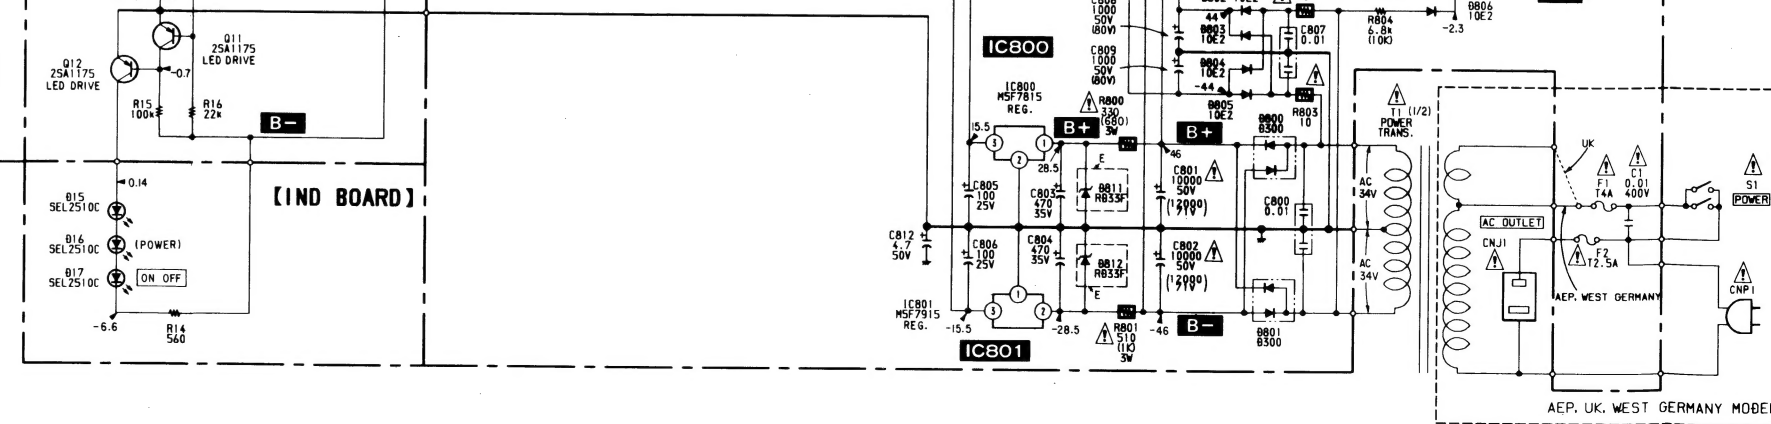 Q11
2SA1175
LED DRIVE
Q12
2SA1175
LED DRIVE
-0.7
R15
100k
R16
22k
B-
0.14
D15
SEL2510C
D16
SEL2510C
(POWER)
D17
SEL2510C
ON OFF
-6.6
R14
560
[IND BOARD]
1000
50V
(80V)
C809
1000
50V
(80V)
44
D803
10E2
D804
10E2
-44
D805
10E2
C807
0.01
R803
10
R804
6.8k
(10K)
D806
10E2
-2.3
IC800
IC800
M5F7815
REG.
15.5
3
1
2
B+
28.5
R800
330
(680)
3W
B+
46
D800
D300
C805
100
25V
C803
470
35V
E
D811
RD33F
C801
10000
50V
(12000)
71V
C800
0.01
C812
4.7
50V
C806
100
25V
C804
470
35V
D812
RD33F
E
C802
10000
50V
(12000)
71V
IC801
M5F7915
REG.
-15.5
3
1
2
-28.5
R801
510
(1K)
3W
-46
B-
D801
D300
IC801
T1 (1/2)
POWER
TRANS.
AC
34V
AC
34V
UK
F1
T4A
C1
0.01
400V
S1
POWER
AC OUTLET
CNJ1
F2
T2.5A
AEP, WEST GERMANY
CNP1
AEP, UK, WEST GERMANY MODEL